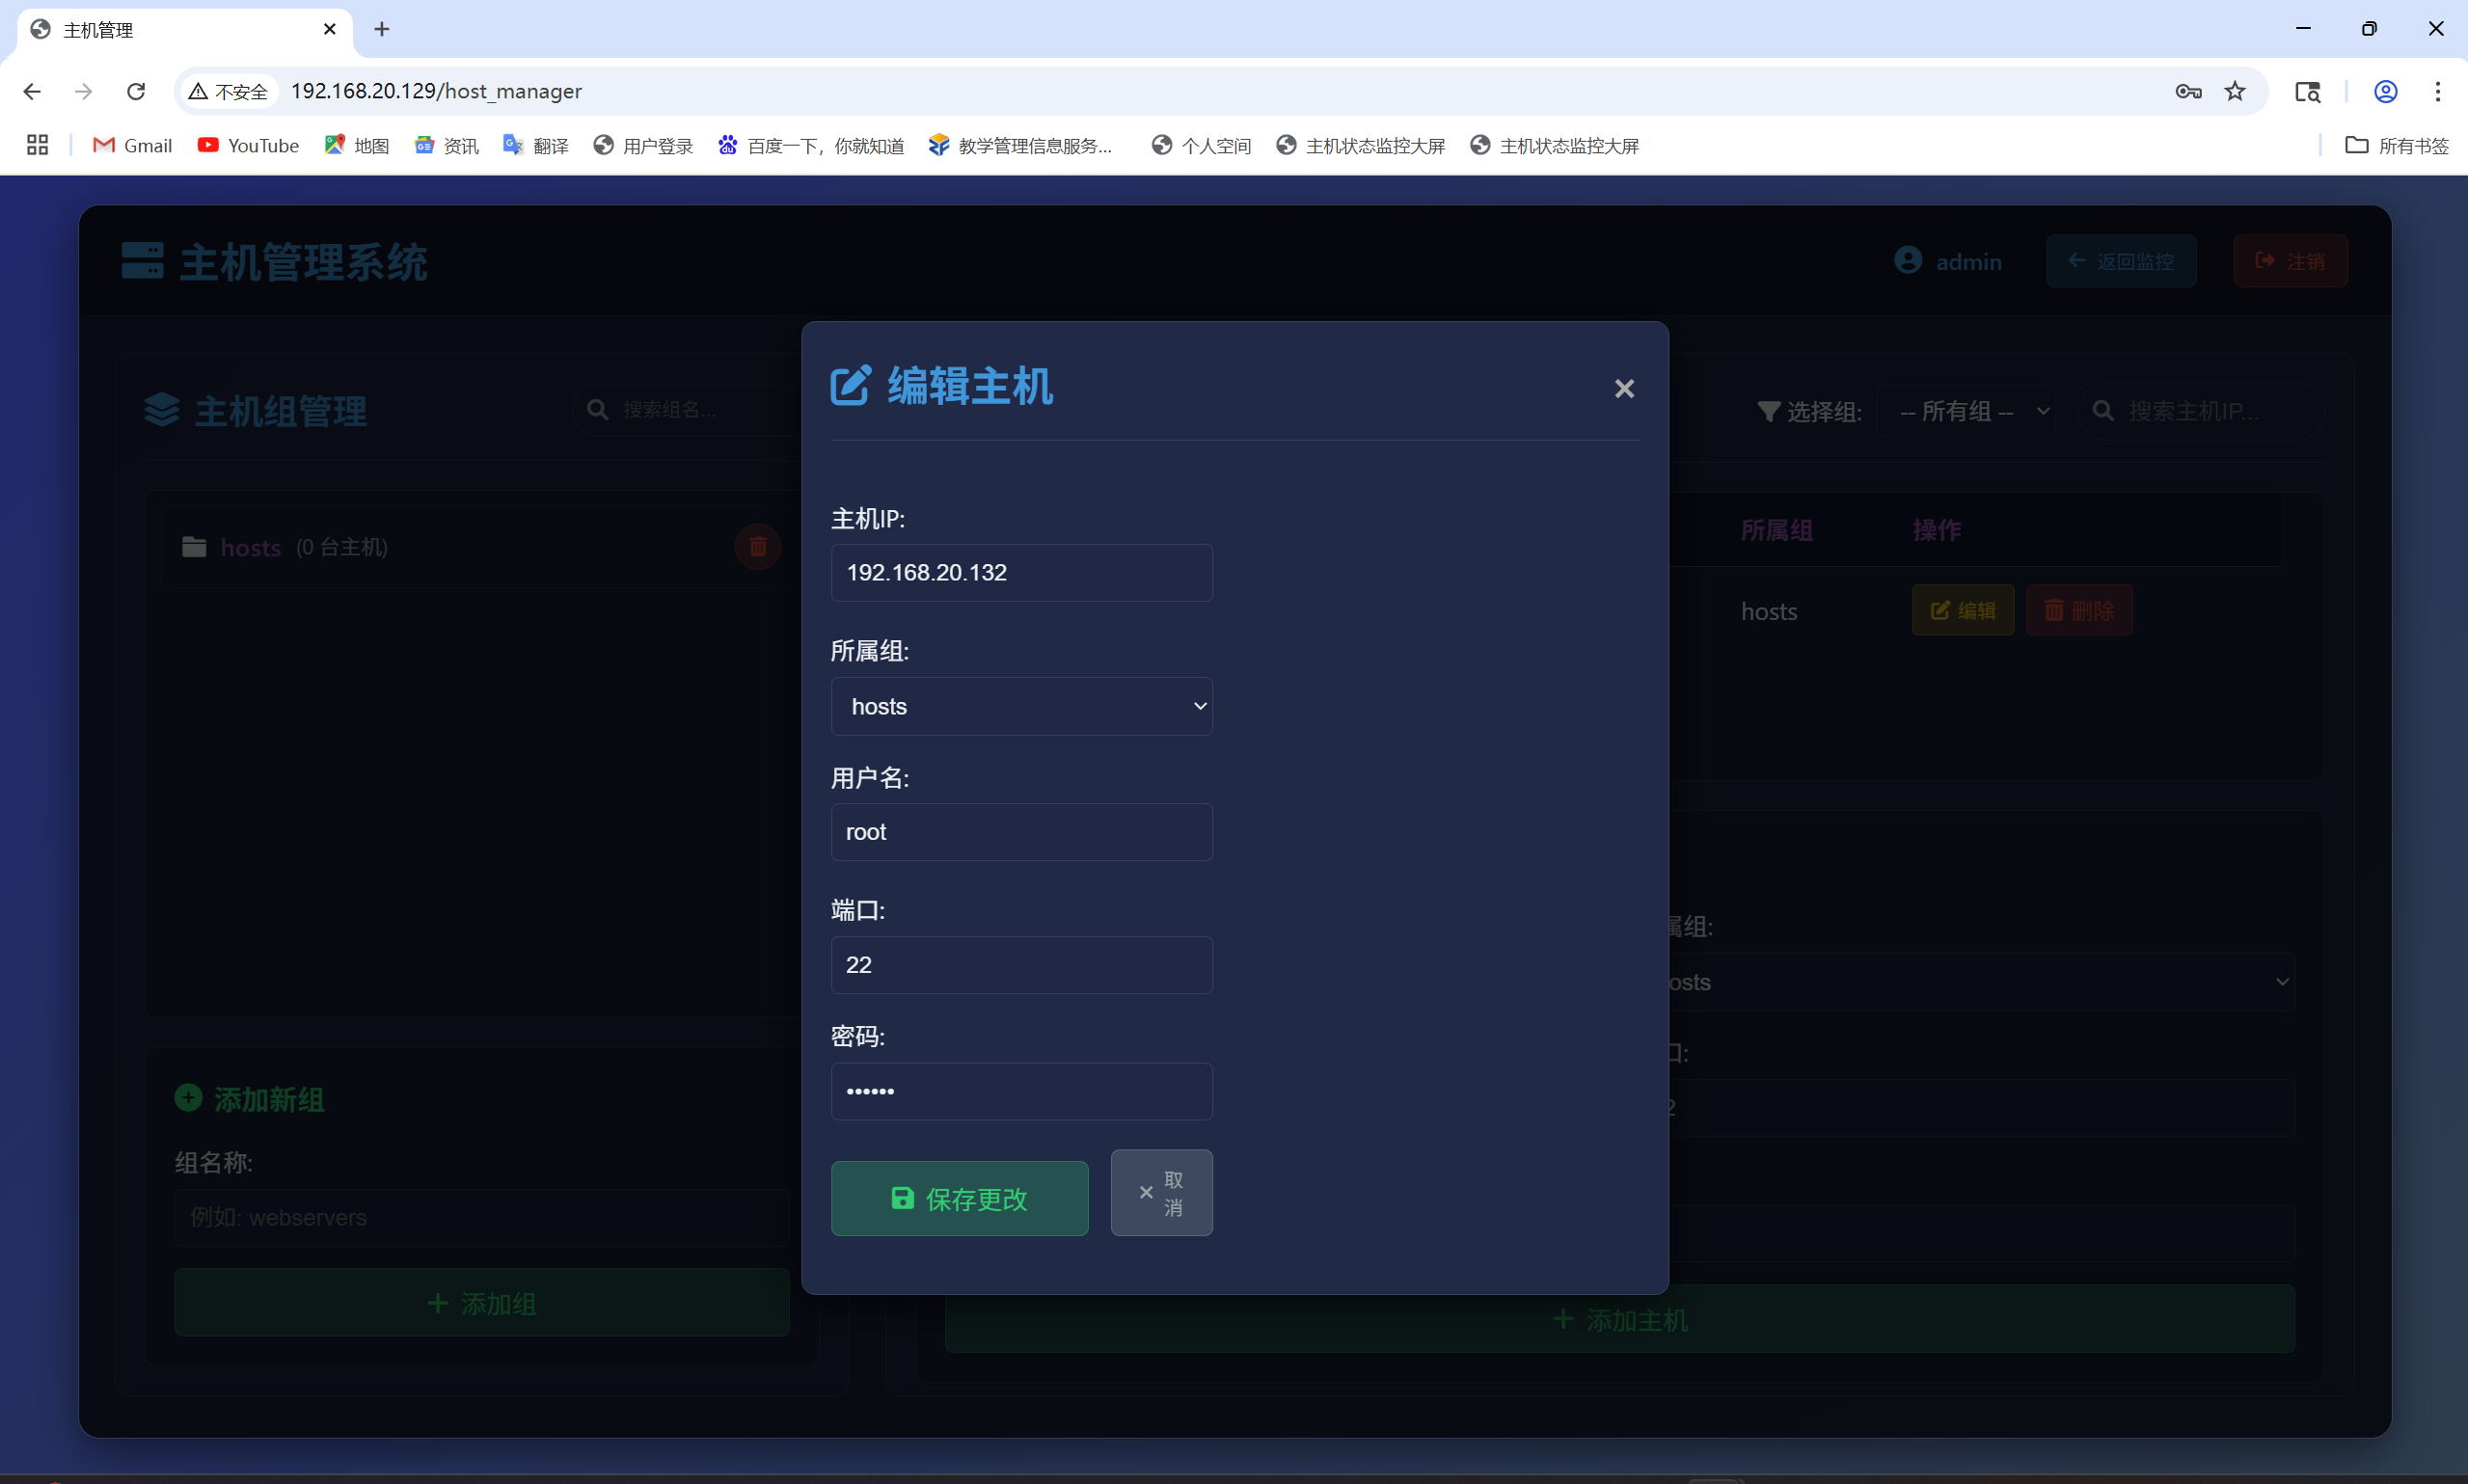 主机管理
不安全 192.168.20.129/host_manager
Gmail YouTube 地图 资讯 翻译 用户登录 百度一下，你就知道 教学管理信息服务... 个人空间 主机状态监控大屏 主机状态监控大屏 所有书签
主机管理系统
admin 返回监控 注销
主机组管理
搜索组名...
选择组: -- 所有组 -- 搜索主机IP...
hosts (0 台主机)
所属组 操作
hosts 编辑 删除
添加新组
组名称:
例如: webservers
添加组
编辑主机
主机IP:
192.168.20.132
所属组:
hosts
用户名:
root
端口:
22
密码:
••••••
保存更改
取
消
属组:
osts
口:
2
添加主机